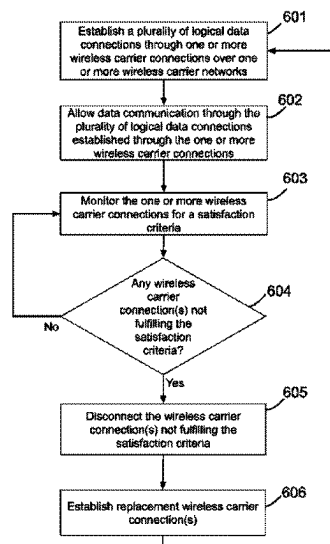 601
Establish a plurality of logical data
connections through one or more
wireless carrier connections over one
or more wireless carrier networks
602
Allow data communication through the
plurality of logical data connections
established through the one or more
wireless carrier connections
603
Monitor the one or more wireless
carrier connections for a satisfaction
criteria
604
Any wireless
carrier
connection(s) not
fulfilling the
satisfaction
criteria?
No
Yes
605
Disconnect the wireless carrier
connection(s) not fulfilling the
satisfaction criteria
606
Establish replacement wireless carrier
connection(s)